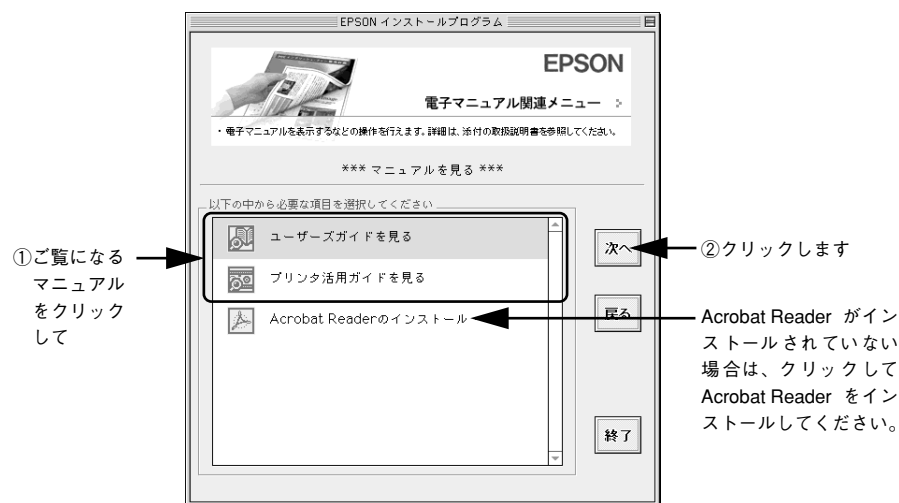 EPSON インストールプログラム
EPSON
電子マニュアル関連メニュー
・電子マニュアルを表示するなどの操作を行えます。詳細は、添付の取扱説明書を参照してください。
*** マニュアルを見る ***
以下の中から必要な項目を選択してください
ユーザーズガイドを見る
プリンタ活用ガイドを見る
Acrobat Readerのインストール
次へ
戻る
終了
①ご覧になる
マニュアル
をクリック
して
②クリックします
Acrobat Reader がイン
ストールされていない
場合は、クリックして
Acrobat Reader をイン
ストールしてください。